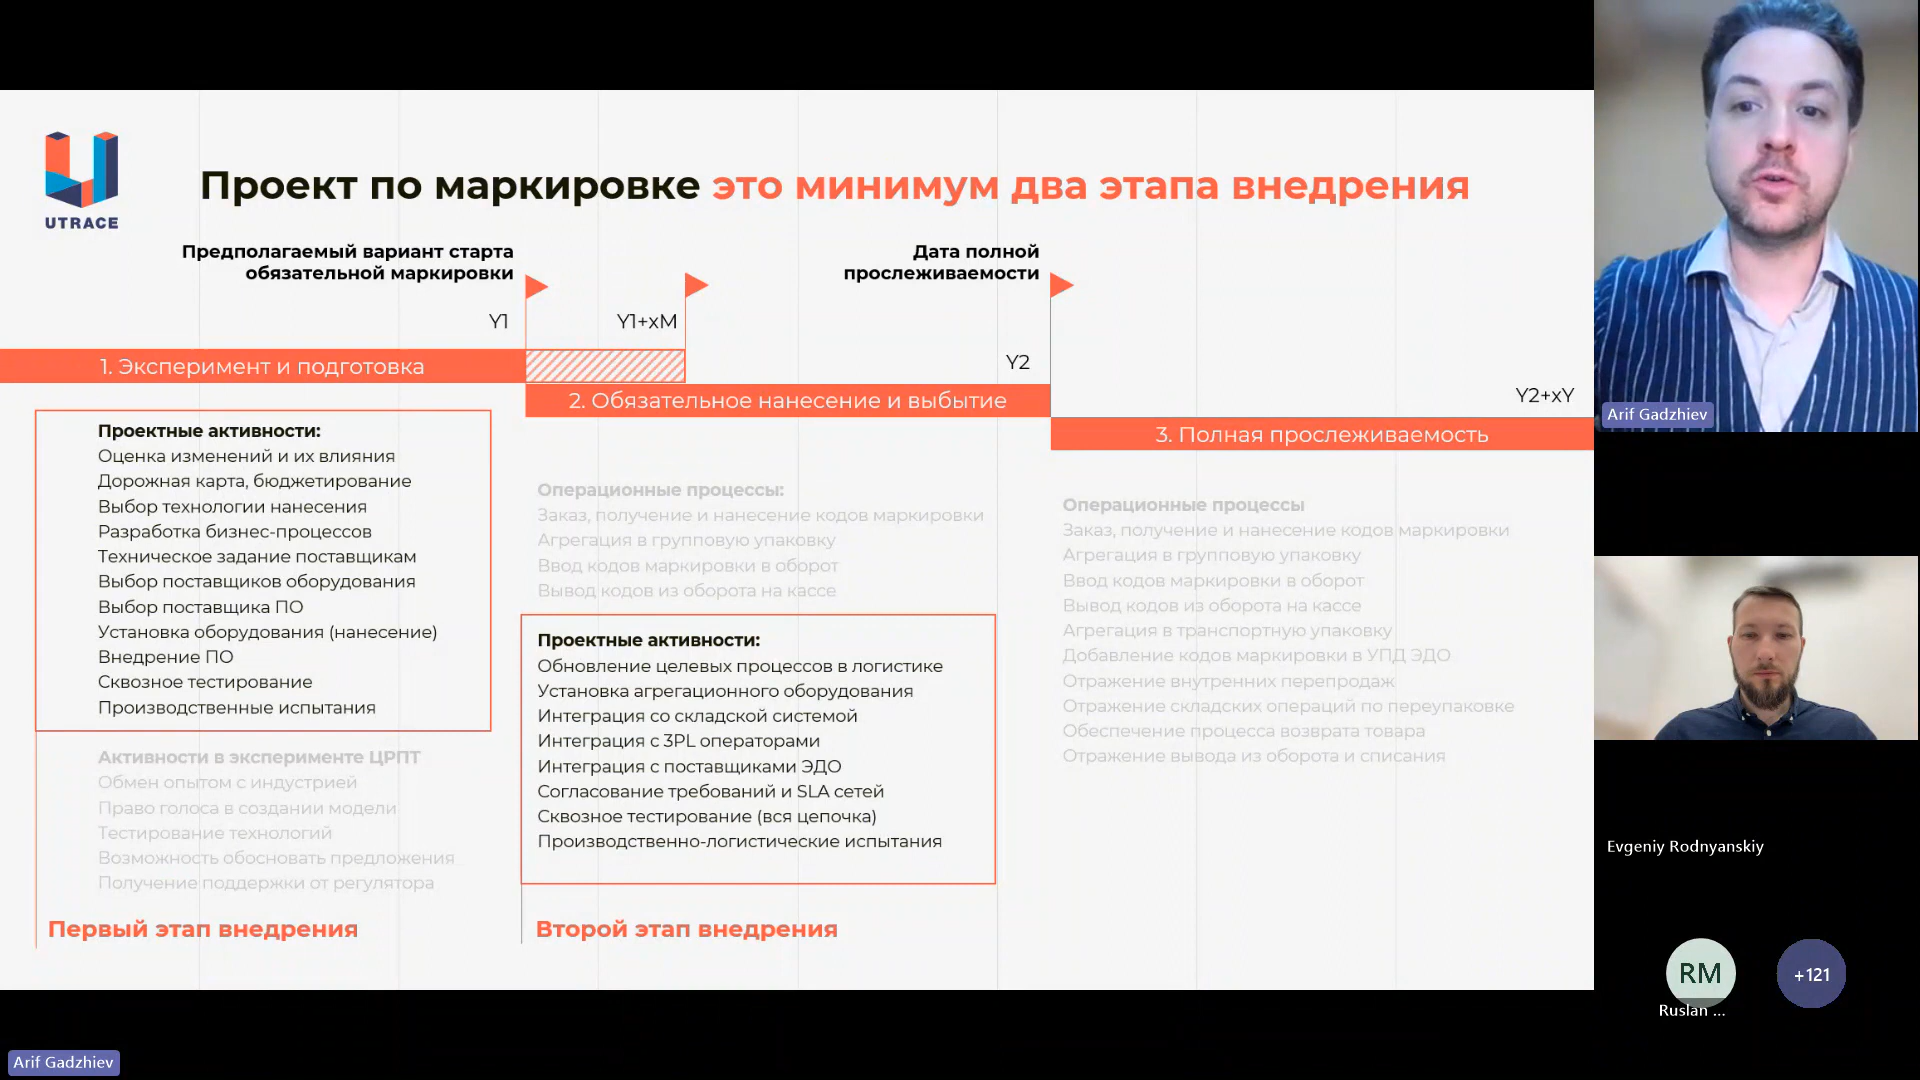 UTRACE
Проект по маркировке это минимум два этапа внедрения
Предполагаемый вариант старта
обязательной маркировки
Дата полной
прослеживаемости
Y1
Y1+xM
Y2
Y2+xY
1. Эксперимент и подготовка
2. Обязательное нанесение и выбытие
3. Полная прослеживаемость
Проектные активности:
Оценка изменений и их влияния
Дорожная карта, бюджетирование
Выбор технологии нанесения
Разработка бизнес-процессов
Техническое задание поставщикам
Выбор поставщиков оборудования
Выбор поставщика ПО
Установка оборудования (нанесение)
Внедрение ПО
Сквозное тестирование
Производственные испытания
Активности в эксперименте ЦРПТ
Обмен опытом с индустрией
Право голоса в создании модели
Тестирование технологий
Возможность обосновать предложения
Получение поддержки от регулятора
Первый этап внедрения
Операционные процессы:
Заказ, получение и нанесение кодов маркировки
Агрегация в групповую упаковку
Ввод кодов маркировки в оборот
Вывод кодов из оборота на кассе
Проектные активности:
Обновление целевых процессов в логистике
Установка агрегационного оборудования
Интеграция со складской системой
Интеграция с 3PL операторами
Интеграция с поставщиками ЭДО
Согласование требований и SLA сетей
Сквозное тестирование (вся цепочка)
Производственно-логистические испытания
Второй этап внедрения
Операционные процессы
Заказ, получение и нанесение кодов маркировки
Агрегация в групповую упаковку
Ввод кодов маркировки в оборот
Вывод кодов из оборота на кассе
Агрегация в транспортную упаковку
Добавление кодов маркировки в УПД ЭДО
Отражение внутренних перепродаж
Отражение складских операций по переупаковке
Обеспечение процесса возврата товара
Отражение вывода из оборота и списания
Arif Gadzhiev
Evgeniy Rodnyanskiy
RM
+121
Ruslan ...
Arif Gadzhiev